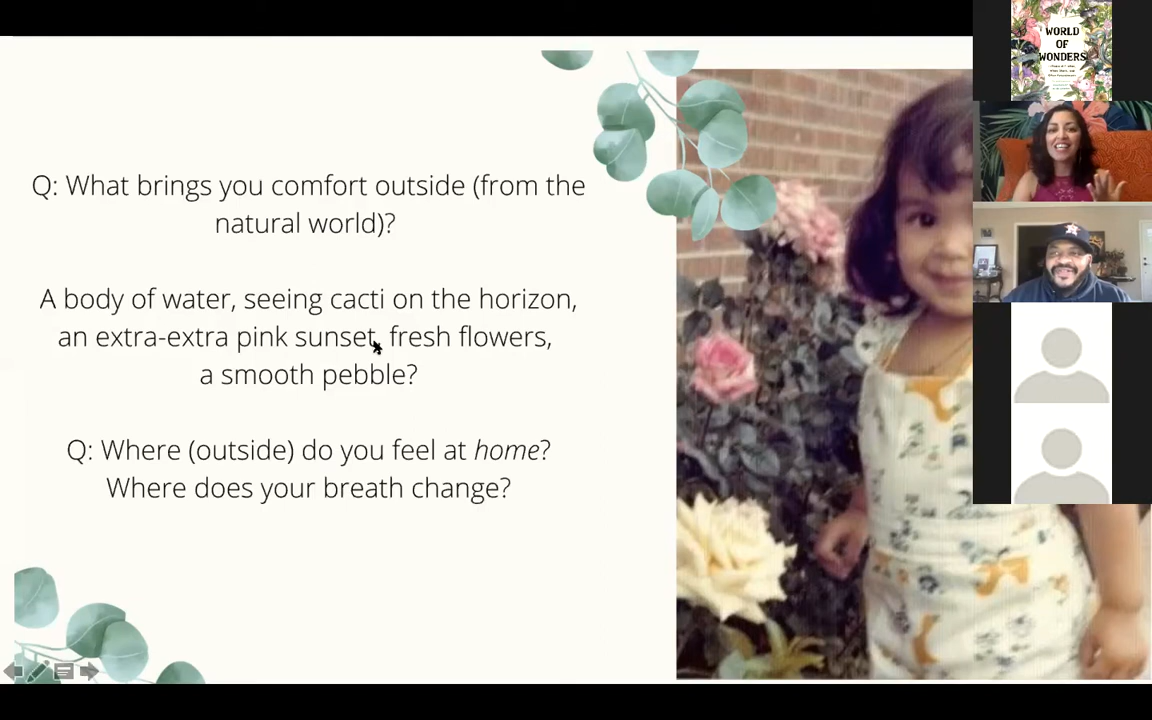 Q: What brings you comfort outside (from the
natural world)?
A body of water, seeing cacti on the horizon,
an extra-extra pink sunset, fresh flowers,
a smooth pebble?
Q: Where (outside) do you feel at home?
Where does your breath change?
WORLD
OF
WONDERS